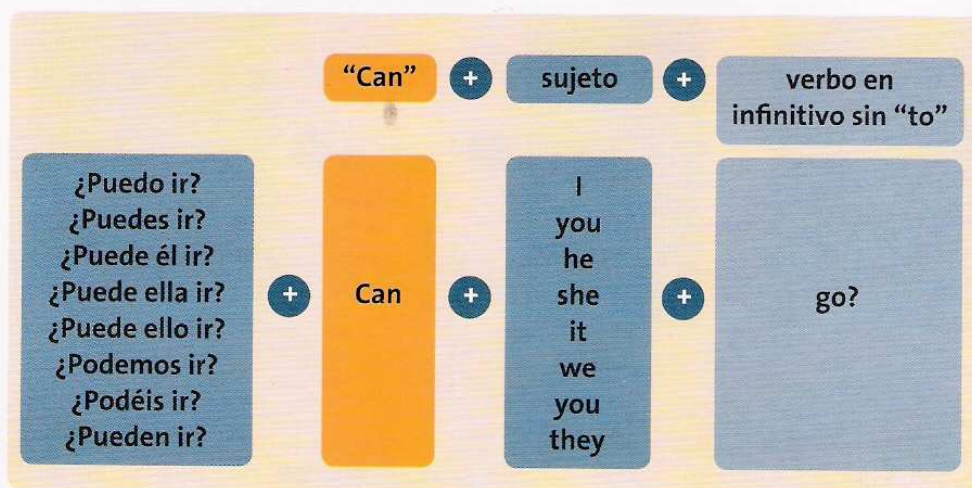 “Can” + sujeto + verbo en
infinitivo sin “to”
¿Puedo ir?
¿Puedes ir?
¿Puede él ir?
¿Puede ella ir?
¿Puede ello ir?
¿Podemos ir?
¿Podéis ir?
¿Pueden ir?
+
Can
+
I
you
he
she
it
we
you
they
+
go?